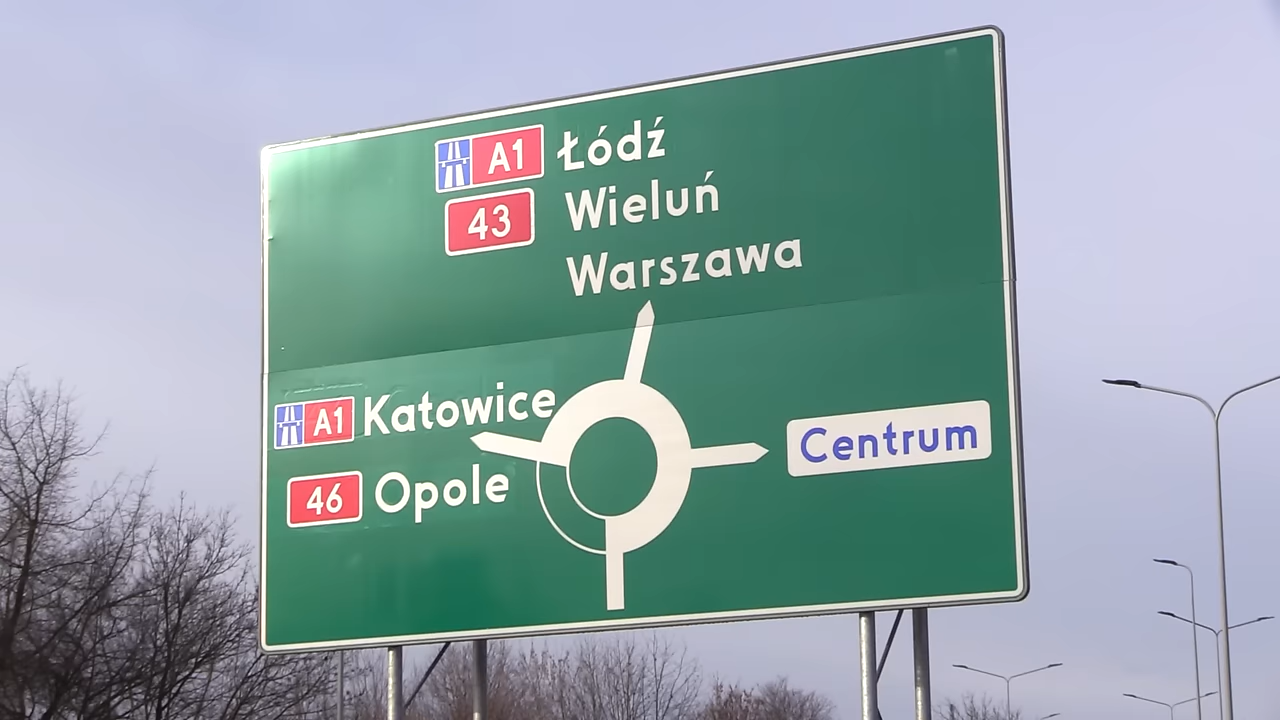 A1 Łódź
43 Wieluń
Warszawa
A1 Katowice
Centrum
46 Opole